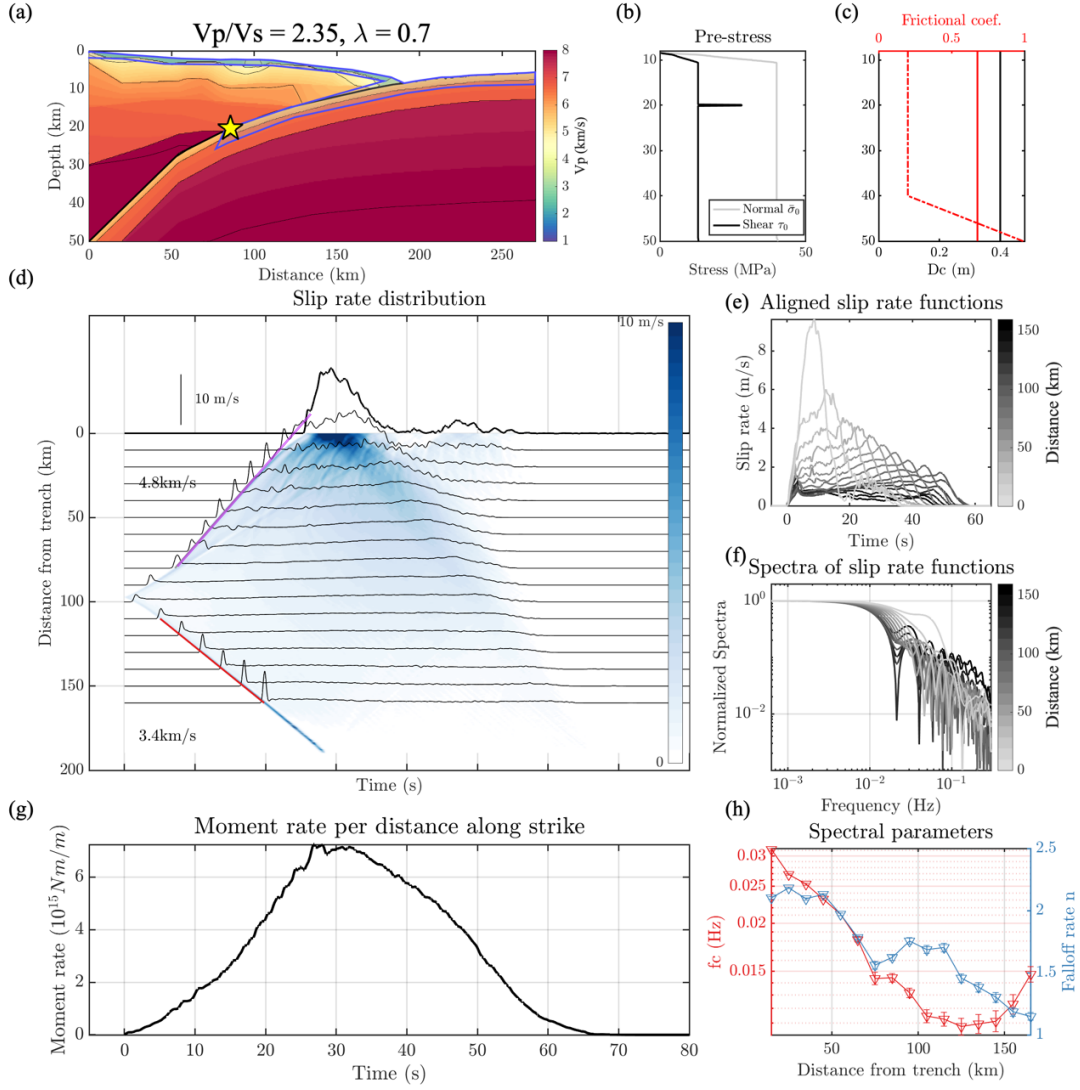 (a)
Vp/Vs = 2.35, λ = 0.7
0
10
20
30
40
50
Depth (km)
0
50
100
150
200
250
Distance (km)
8
7
6
5
4
3
2
1
Vp (km/s)
(b)
Pre-stress
10
20
30
40
50
Normal σ̄₀
Shear τ₀
0
50
Stress (MPa)
(c)
Frictional coef.
0
0.5
1
10
20
30
40
50
0
0.2
0.4
Dc (m)
(d)
Slip rate distribution
10 m/s
10 m/s
0
50
100
150
200
Distance from trench (km)
4.8km/s
3.4km/s
0
0
10
20
30
40
50
60
70
80
Time (s)
(e)
Aligned slip rate functions
8
6
4
2
0
Slip rate (m/s)
0
20
40
60
Time (s)
150
100
50
0
Distance (km)
(f)
Spectra of slip rate functions
10⁰
10⁻²
Normalized Spectra
10⁻³
10⁻²
10⁻¹
Frequency (Hz)
150
100
50
0
Distance (km)
(g)
Moment rate per distance along strike
6
4
2
0
Moment rate (10¹⁵ Nm/m)
0
10
20
30
40
50
60
70
80
Time (s)
(h)
Spectral parameters
0.03
0.025
0.02
0.015
fc (Hz)
2.5
2
1.5
1
Falloff rate n
50
100
150
Distance from trench (km)